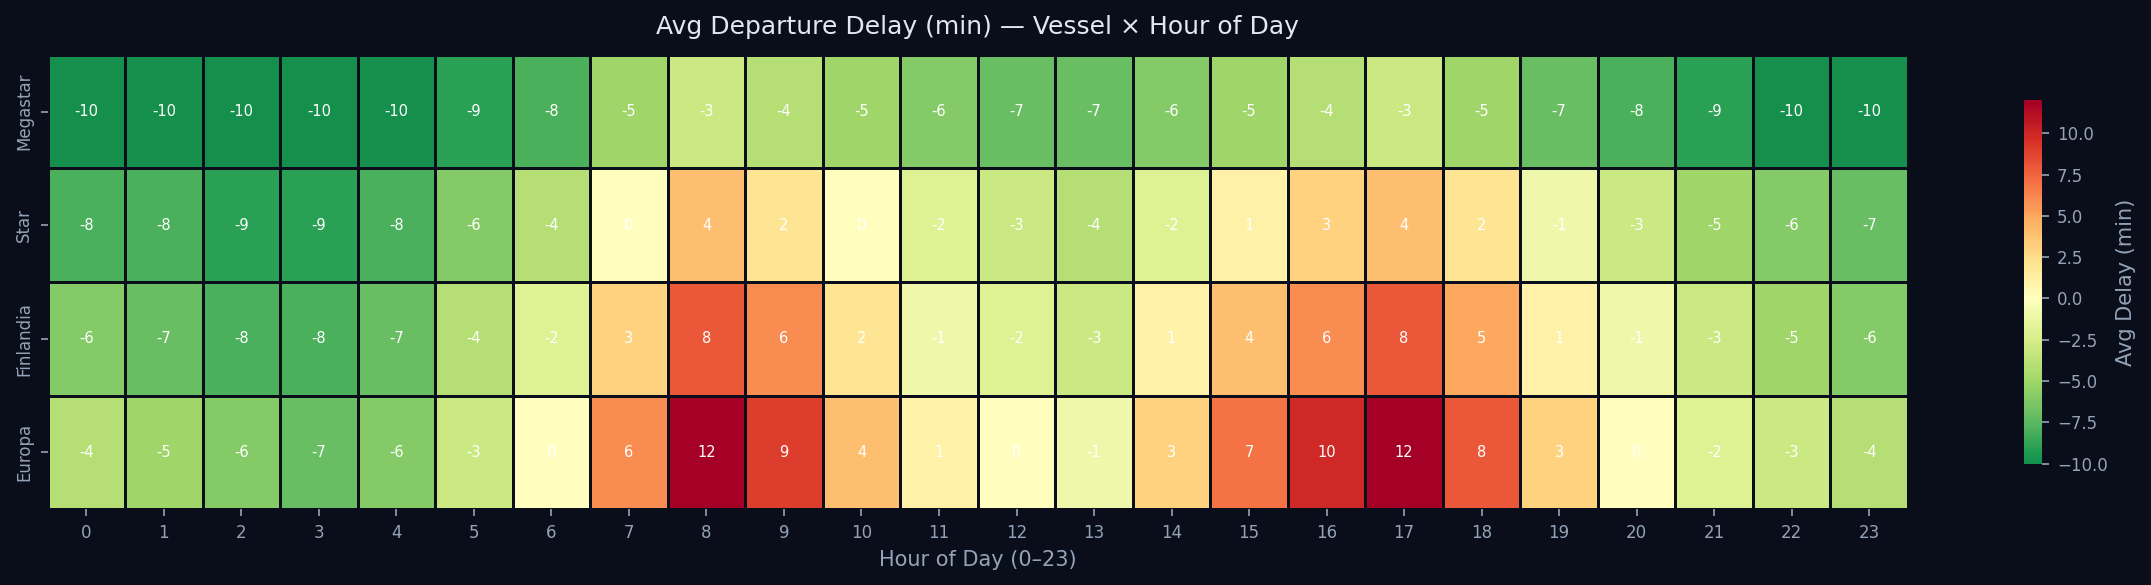 Avg Departure Delay (min) — Vessel × Hour of Day
Megastar -10 -10 -10 -10 -10 -9 -8 -5 -3 -4 -5 -6 -7 -7 -6 -5 -4 -3 -5 -7 -8 -9 -10 -10
Star -8 -8 -9 -9 -8 -6 -4 0 4 2 0 -2 -3 -4 -2 1 3 4 2 -1 -3 -5 -6 -7
Finlandia -6 -7 -8 -8 -7 -4 -2 3 8 6 2 -1 -2 -3 1 4 6 8 5 1 -1 -3 -5 -6
Europa -4 -5 -6 -7 -6 -3 0 6 12 9 4 1 0 -1 3 7 10 12 8 3 0 -2 -3 -4
0 1 2 3 4 5 6 7 8 9 10 11 12 13 14 15 16 17 18 19 20 21 22 23
Hour of Day (0–23)
10.0
7.5
5.0
2.5
0.0
−2.5
−5.0
−7.5
−10.0
Avg Delay (min)